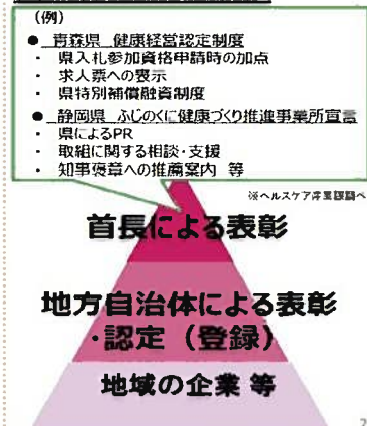 (例)
● 青森県 健康経営認定制度
・ 県入札参加資格申請時の加点
・ 求人票への表示
・ 県特別補償融資制度
● 静岡県 ふじのくに健康づくり推進事業所宣言
・ 県によるPR
・ 取組に関する相談・支援
・ 知事褒章への推薦案内 等
※ヘルスケア産業課調べ
首長による表彰
地方自治体による表彰
・認定（登録）
地域の企業 等
2